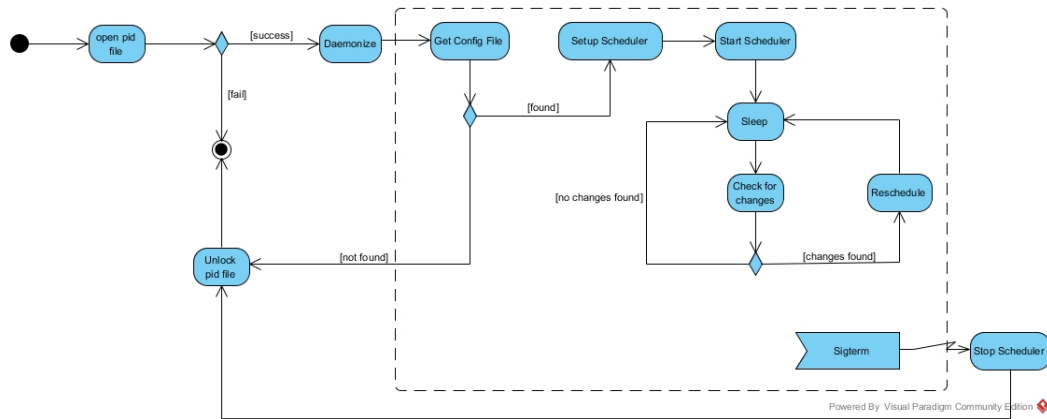 open pid
file
[success]
Daemonize
Get Config File
Setup Scheduler
Start Scheduler
[fail]
[found]
Sleep
[no changes found]
Check for
changes
Reschedule
Unlock
pid file
[not found]
[changes found]
Sigterm
Stop Scheduler
Powered By Visual Paradigm Community Edition